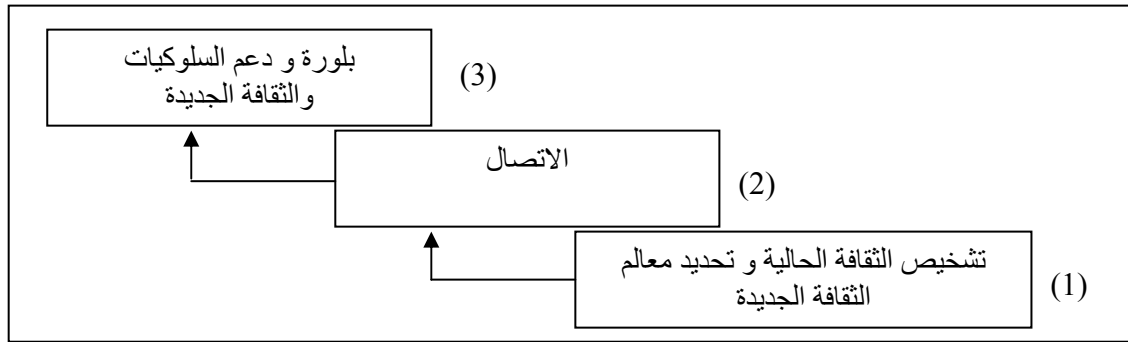 بلورة و دعم السلوكيات
والثقافة الجديدة
(3)
الاتصال
(2)
تشخيص الثقافة الحالية و تحديد معالم
الثقافة الجديدة
(1)